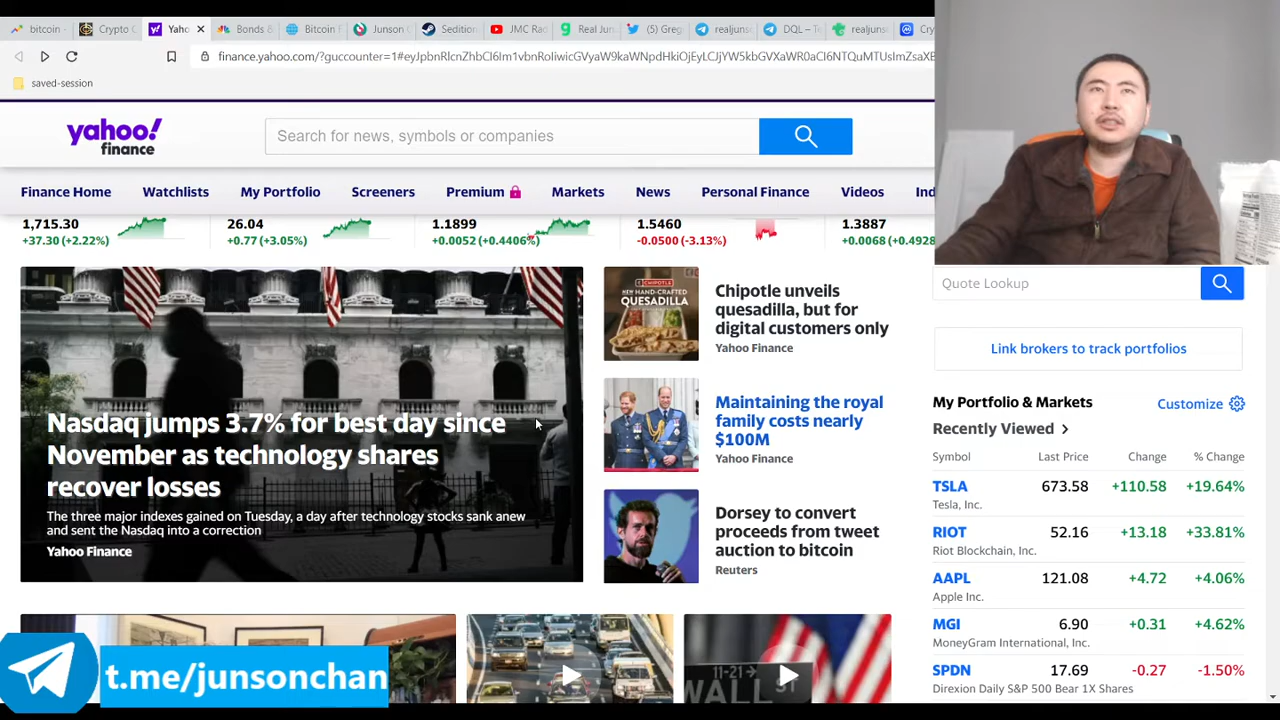 bitcoin
Crypto
Yaho
Bonds
Bitcoin
Junson
Sedition
JMC Rad
Real Jun
(5) Greg
realjunso
DQL – To
realjuns
Cry
finance.yahoo.com/?guccounter=1#
saved-session
yahoo!
finance
Search for news, symbols or companies
Finance Home
Watchlists
My Portfolio
Screeners
Premium
Markets
News
Personal Finance
Videos
Ind
1,715.30
+37.30 (+2.22%)
26.04
+0.77 (+3.05%)
1.1899
+0.0052 (+0.4406%)
1.5460
-0.0500 (-3.13%)
1.3887
+0.0068 (+0.4928
Nasdaq jumps 3.7% for best day since
November as technology shares
recover losses
The three major indexes gained on Tuesday, a day after technology stocks sank anew
and sent the Nasdaq into a correction
Yahoo Finance
CHIPOTLE
NEW HAND-CRAFTED
QUESADILLA
Chipotle unveils
quesadilla, but for
digital customers only
Yahoo Finance
Maintaining the royal
family costs nearly
$100M
Yahoo Finance
Dorsey to convert
proceeds from tweet
auction to bitcoin
Reuters
Quote Lookup
Link brokers to track portfolios
My Portfolio & Markets
Customize
Recently Viewed >
Symbol Last Price Change % Change
TSLA 673.58 +110.58 +19.64%
Tesla, Inc.
RIOT 52.16 +13.18 +33.81%
Riot Blockchain, Inc.
AAPL 121.08 +4.72 +4.06%
Apple Inc.
MGI 6.90 +0.31 +4.62%
MoneyGram International, Inc.
SPDN 17.69 -0.27 -1.50%
Direxion Daily S&P 500 Bear 1X Shares
11-21
WALL ST
t.me/junsonchan